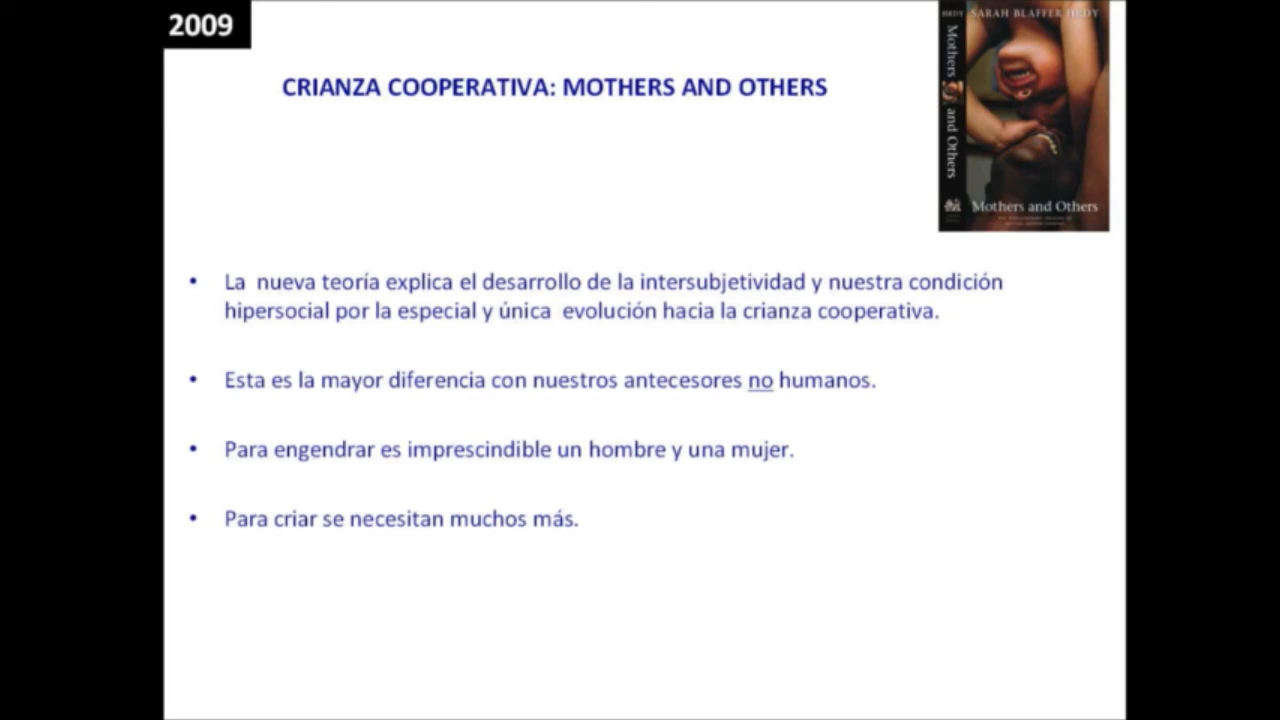 2009
HRDY
SARAH BLAFFER HRDY
Mothers and Others
Mothers and Others
CRIANZA COOPERATIVA: MOTHERS AND OTHERS
• La  nueva teoría explica el desarrollo de la intersubjetividad y nuestra condición
hipersocial por la especial y única  evolución hacia la crianza cooperativa.
• Esta es la mayor diferencia con nuestros antecesores no humanos.
• Para engendrar es imprescindible un hombre y una mujer.
• Para criar se necesitan muchos más.